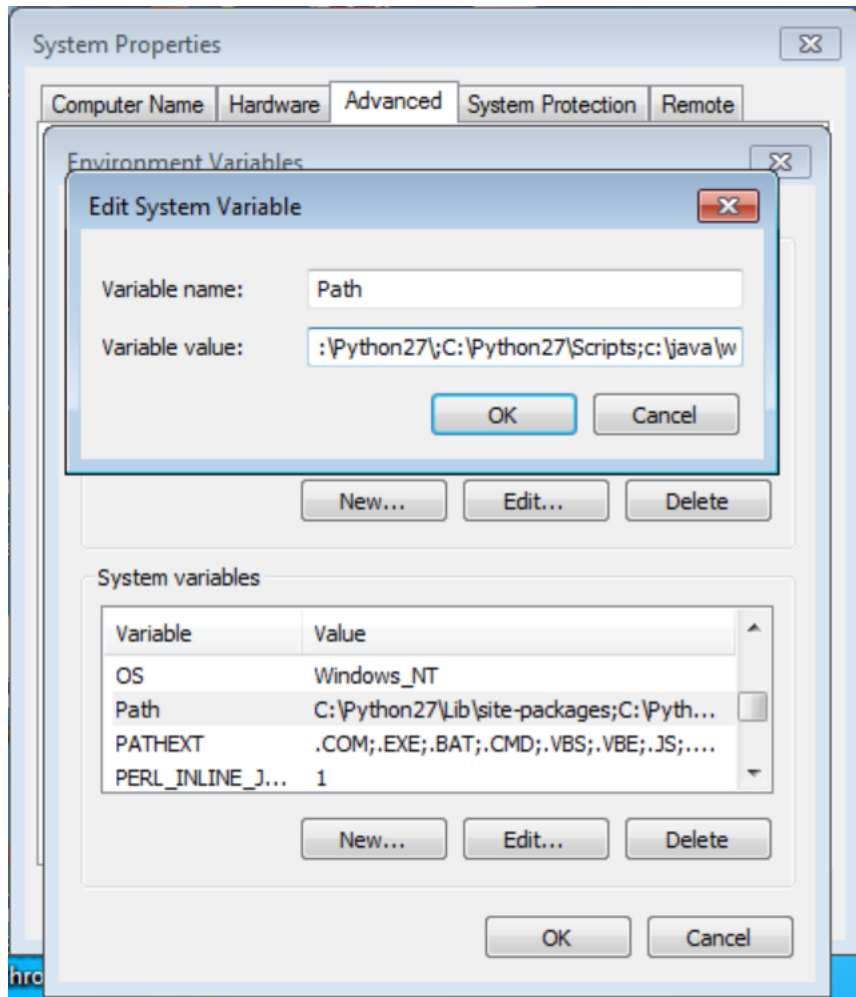 System Properties
Computer Name Hardware Advanced System Protection Remote
Environment Variables
Edit System Variable
Variable name: Path
Variable value: :\Python27\;C:\Python27\Scripts;c:\java\w
OK Cancel
New... Edit... Delete
System variables
Variable Value
OS Windows_NT
Path C:\Python27\Lib\site-packages;C:\Pyth...
PATHEXT .COM;.EXE;.BAT;.CMD;.VBS;.VBE;.JS;....
PERL_INLINE_J... 1
New... Edit... Delete
OK Cancel
hro